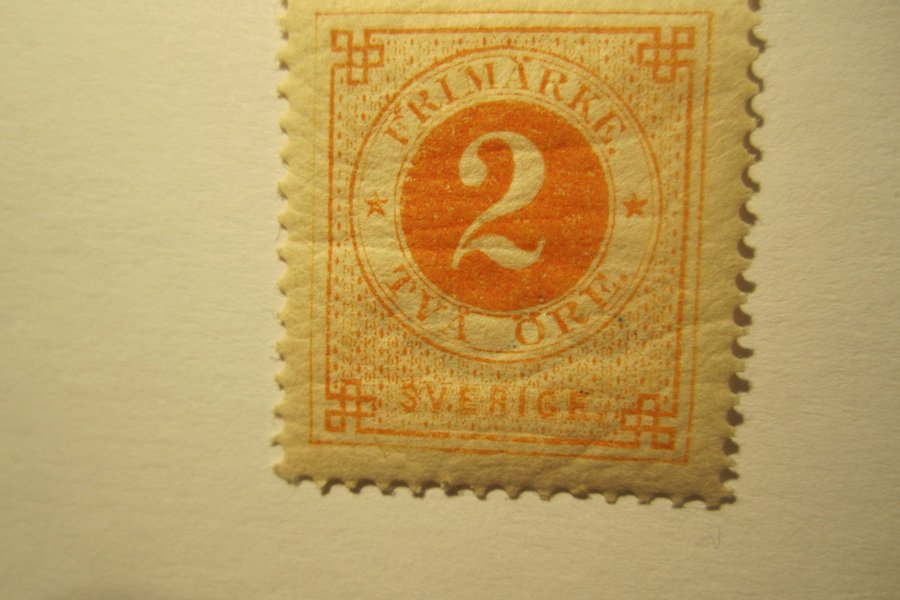 FRIMÄRKE.
2
TVÅ ÖRE.
SVERIGE.